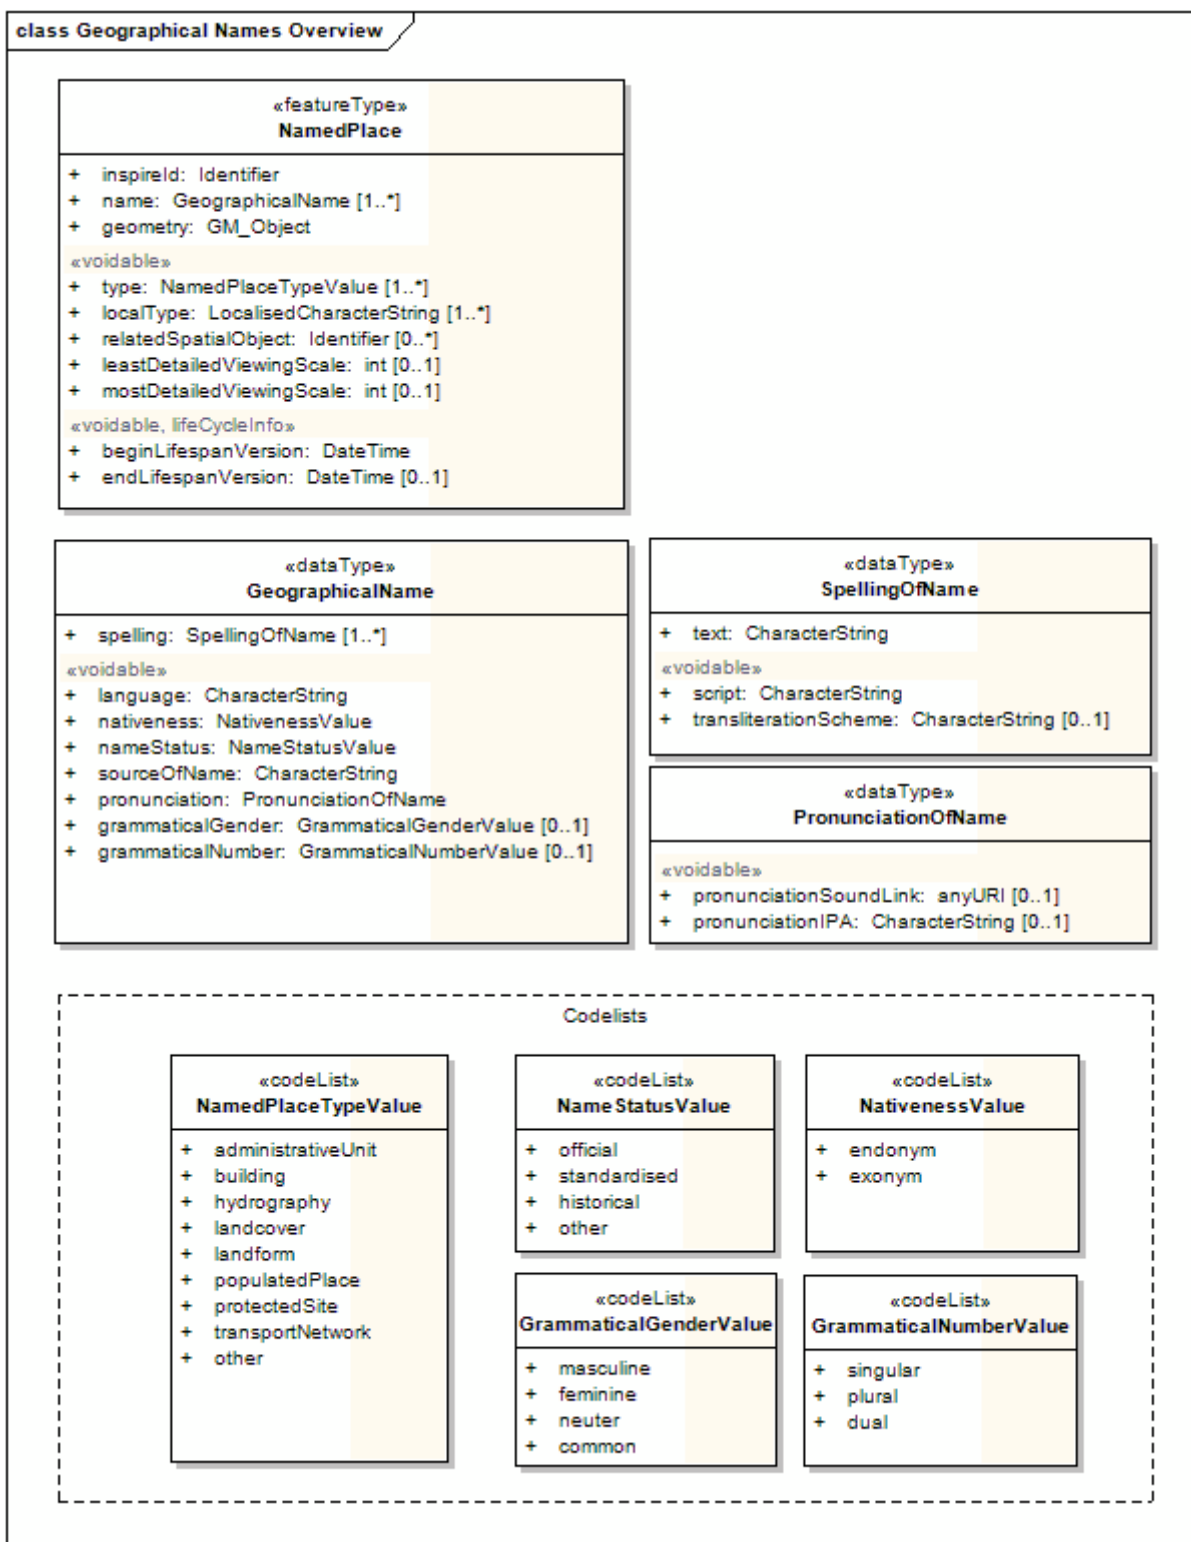 class Geographical Names Overview
«featureType»
NamedPlace
+ inspireId: Identifier
+ name: GeographicalName [1..*]
+ geometry: GM_Object
«voidable»
+ type: NamedPlaceTypeValue [1..*]
+ localType: LocalisedCharacterString [1..*]
+ relatedSpatialObject: Identifier [0..*]
+ leastDetailedViewingScale: int [0..1]
+ mostDetailedViewingScale: int [0..1]
«voidable, lifeCycleInfo»
+ beginLifespanVersion: DateTime
+ endLifespanVersion: DateTime [0..1]
«dataType»
GeographicalName
+ spelling: SpellingOfName [1..*]
«voidable»
+ language: CharacterString
+ nativeness: NativenessValue
+ nameStatus: NameStatusValue
+ sourceOfName: CharacterString
+ pronunciation: PronunciationOfName
+ grammaticalGender: GrammaticalGenderValue [0..1]
+ grammaticalNumber: GrammaticalNumberValue [0..1]
«dataType»
SpellingOfName
+ text: CharacterString
«voidable»
+ script: CharacterString
+ transliterationScheme: CharacterString [0..1]
«dataType»
PronunciationOfName
«voidable»
+ pronunciationSoundLink: anyURI [0..1]
+ pronunciationIPA: CharacterString [0..1]
Codelists
«codeList»
NamedPlaceTypeValue
+ administrativeUnit
+ building
+ hydrography
+ landcover
+ landform
+ populatedPlace
+ protectedSite
+ transportNetwork
+ other
«codeList»
NameStatusValue
+ official
+ standardised
+ historical
+ other
«codeList»
NativenessValue
+ endonym
+ exonym
«codeList»
GrammaticalGenderValue
+ masculine
+ feminine
+ neuter
+ common
«codeList»
GrammaticalNumberValue
+ singular
+ plural
+ dual